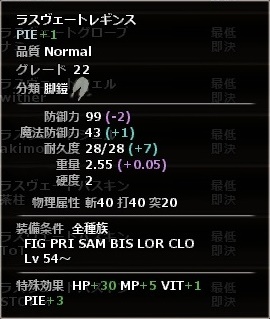 ラスヴェートレギンス
PIE+1
品質 Normal
グレード 22
分類 脚鎧
防御力 99 (-2)
魔法防御力 43 (+1)
耐久度 28/28 (+7)
重量 2.55 (+0.05)
硬度 2
物理属性 斬40 打40 突20
装備条件 全種族
FIG PRI SAM BIS LOR CLO
Lv 54～
特殊効果 HP+30 MP+5 VIT+1
PIE+3